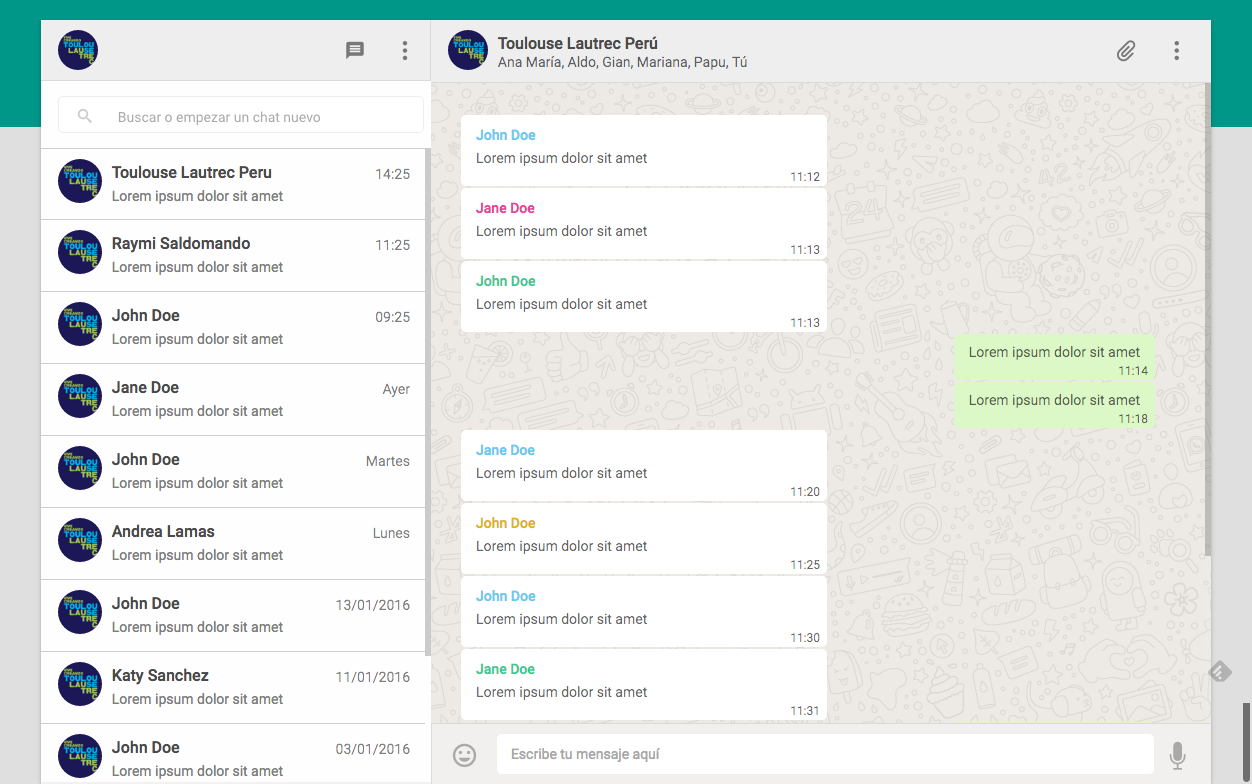 Toulouse Lautrec Perú
Ana María, Aldo, Gian, Mariana, Papu, Tú
Buscar o empezar un chat nuevo
Toulouse Lautrec Peru
14:25
Lorem ipsum dolor sit amet
Raymi Saldomando
11:25
Lorem ipsum dolor sit amet
John Doe
09:25
Lorem ipsum dolor sit amet
Jane Doe
Ayer
Lorem ipsum dolor sit amet
John Doe
Martes
Lorem ipsum dolor sit amet
Andrea Lamas
Lunes
Lorem ipsum dolor sit amet
John Doe
13/01/2016
Lorem ipsum dolor sit amet
Katy Sanchez
11/01/2016
Lorem ipsum dolor sit amet
John Doe
03/01/2016
Lorem ipsum dolor sit amet
John Doe
Lorem ipsum dolor sit amet
11:12
Jane Doe
Lorem ipsum dolor sit amet
11:13
John Doe
Lorem ipsum dolor sit amet
11:13
Lorem ipsum dolor sit amet
11:14
Lorem ipsum dolor sit amet
11:18
Jane Doe
Lorem ipsum dolor sit amet
11:20
John Doe
Lorem ipsum dolor sit amet
11:25
John Doe
Lorem ipsum dolor sit amet
11:30
Jane Doe
Lorem ipsum dolor sit amet
11:31
Escribe tu mensaje aquí